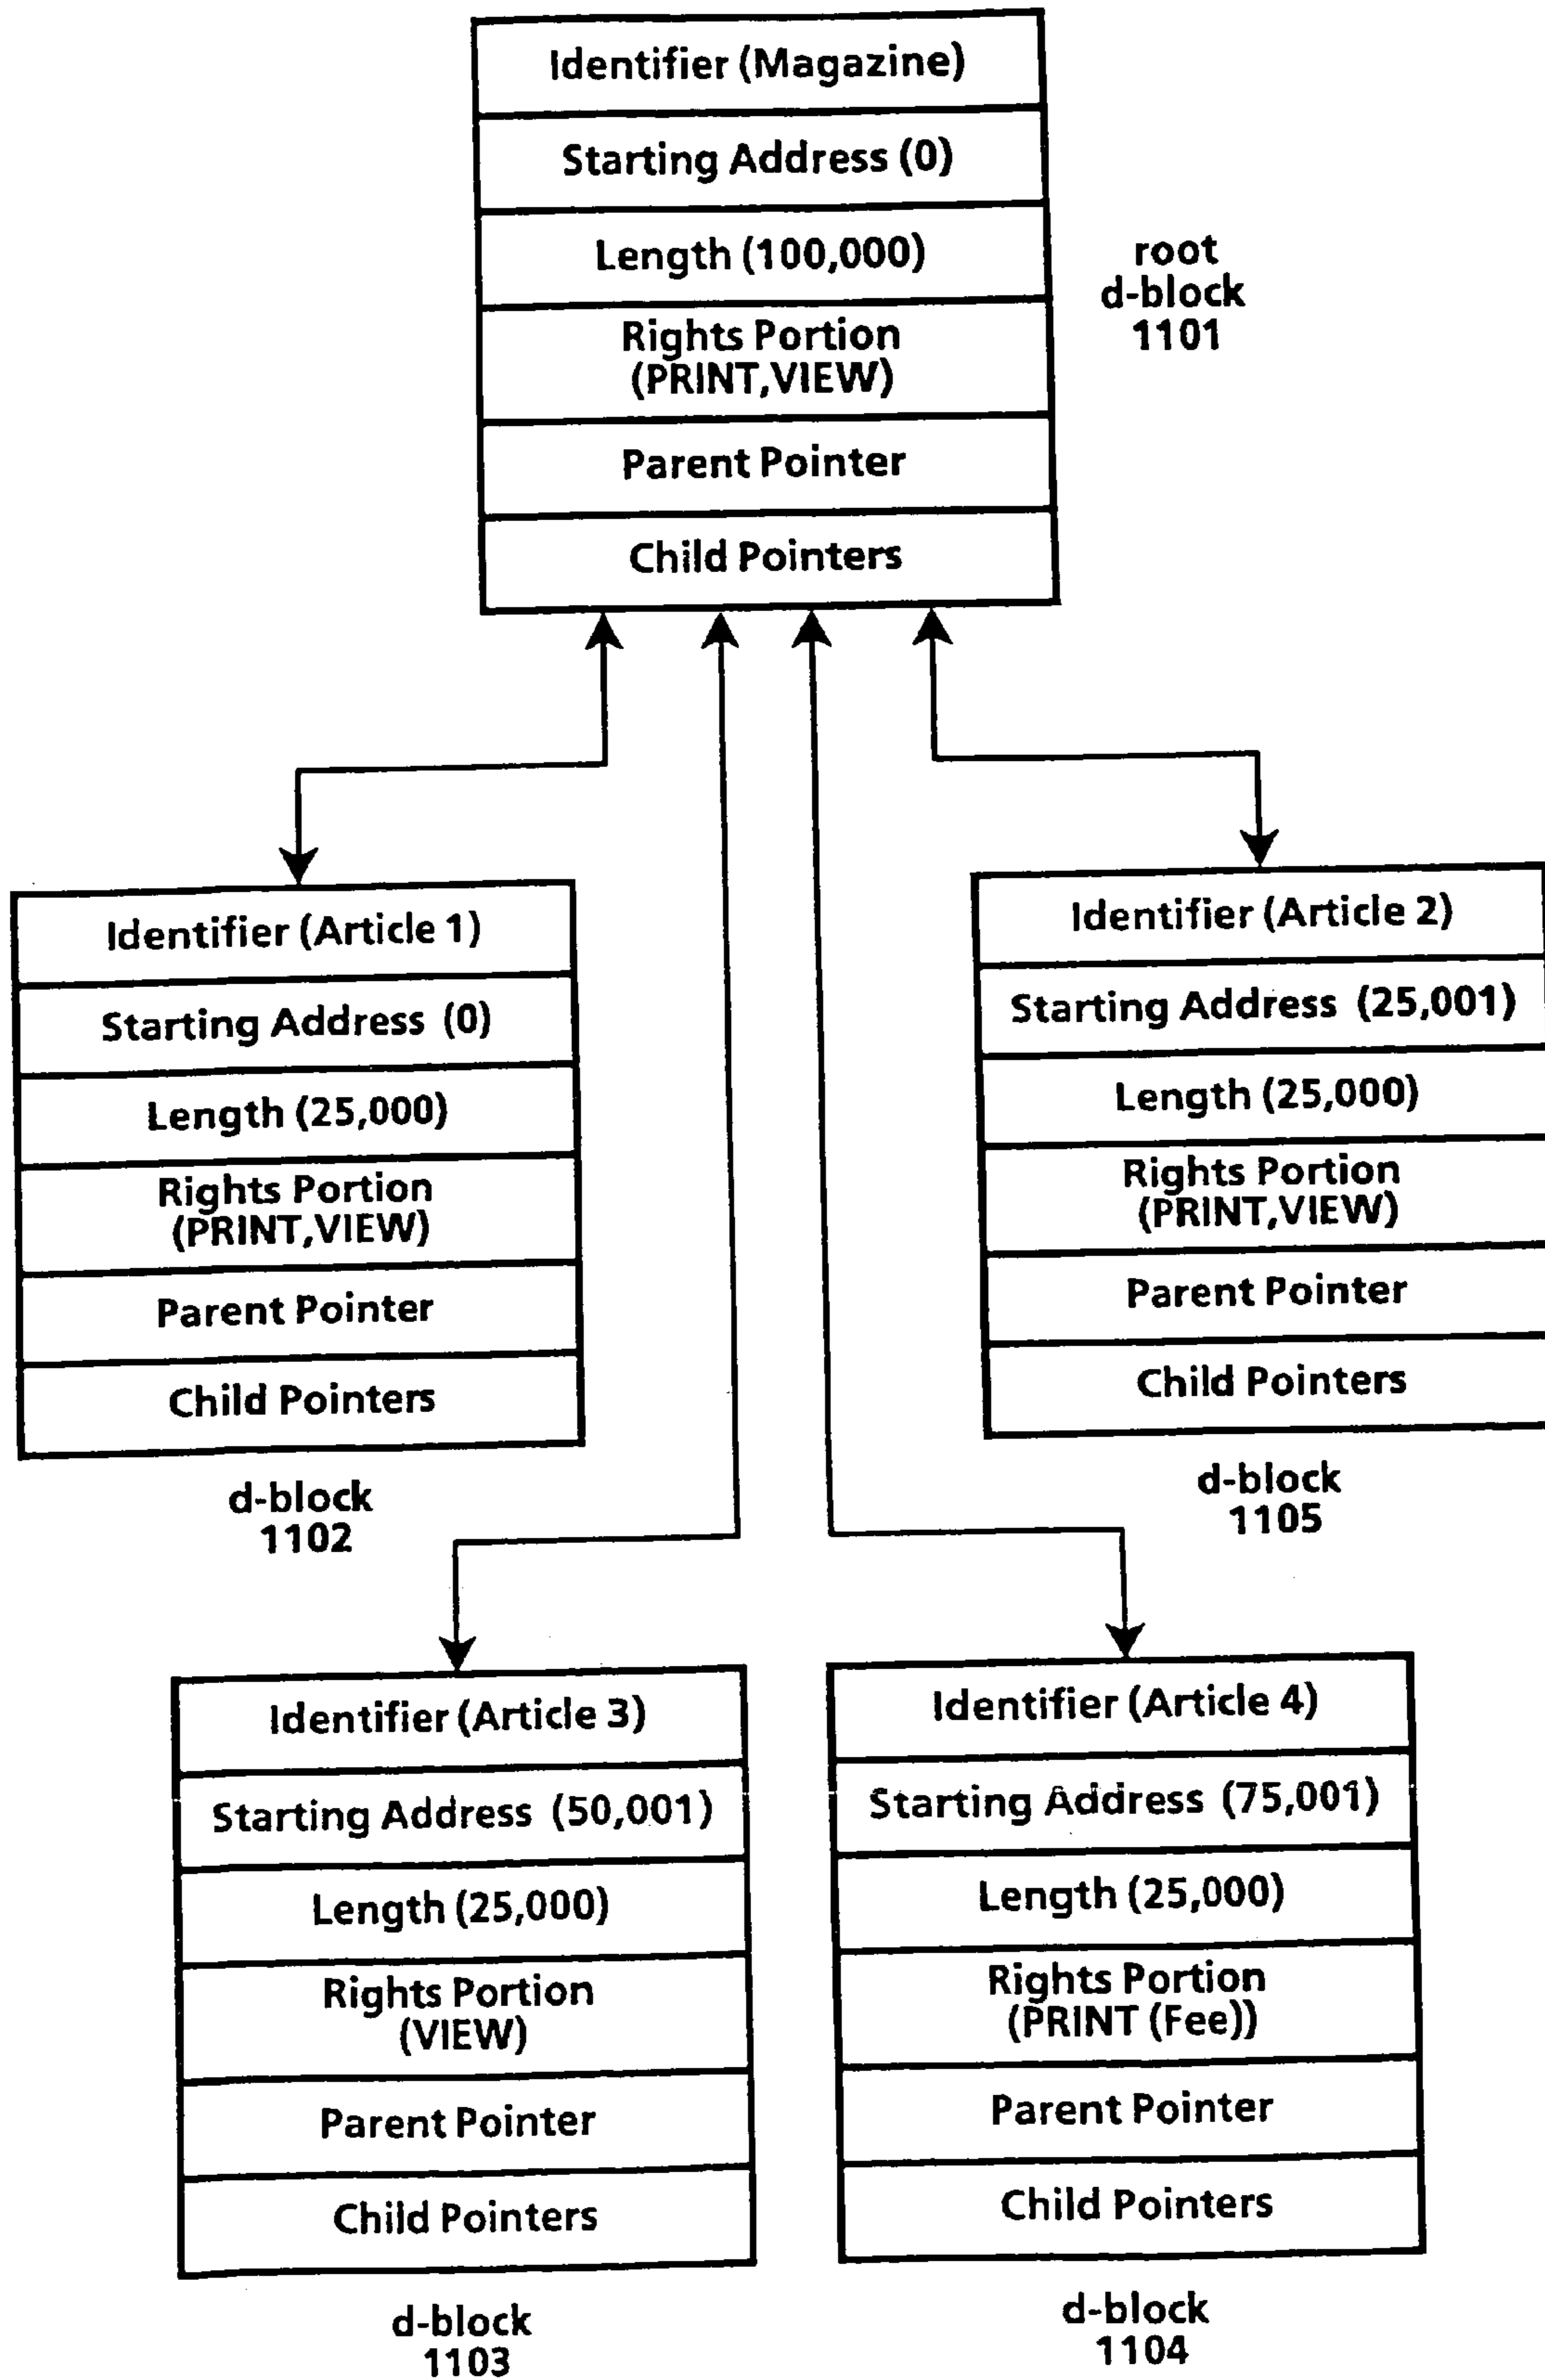 Identifier (Magazine)
Starting Address (0)
Length (100,000)
Rights Portion
(PRINT,VIEW)
Parent Pointer
Child Pointers
root
d-block
1101
Identifier (Article 1)
Starting Address (0)
Length (25,000)
Rights Portion
(PRINT,VIEW)
Parent Pointer
Child Pointers
d-block
1102
Identifier (Article 2)
Starting Address (25,001)
Length (25,000)
Rights Portion
(PRINT,VIEW)
Parent Pointer
Child Pointers
d-block
1105
Identifier (Article 3)
Starting Address (50,001)
Length (25,000)
Rights Portion
(VIEW)
Parent Pointer
Child Pointers
d-block
1103
Identifier (Article 4)
Starting Address (75,001)
Length (25,000)
Rights Portion
(PRINT (Fee))
Parent Pointer
Child Pointers
d-block
1104